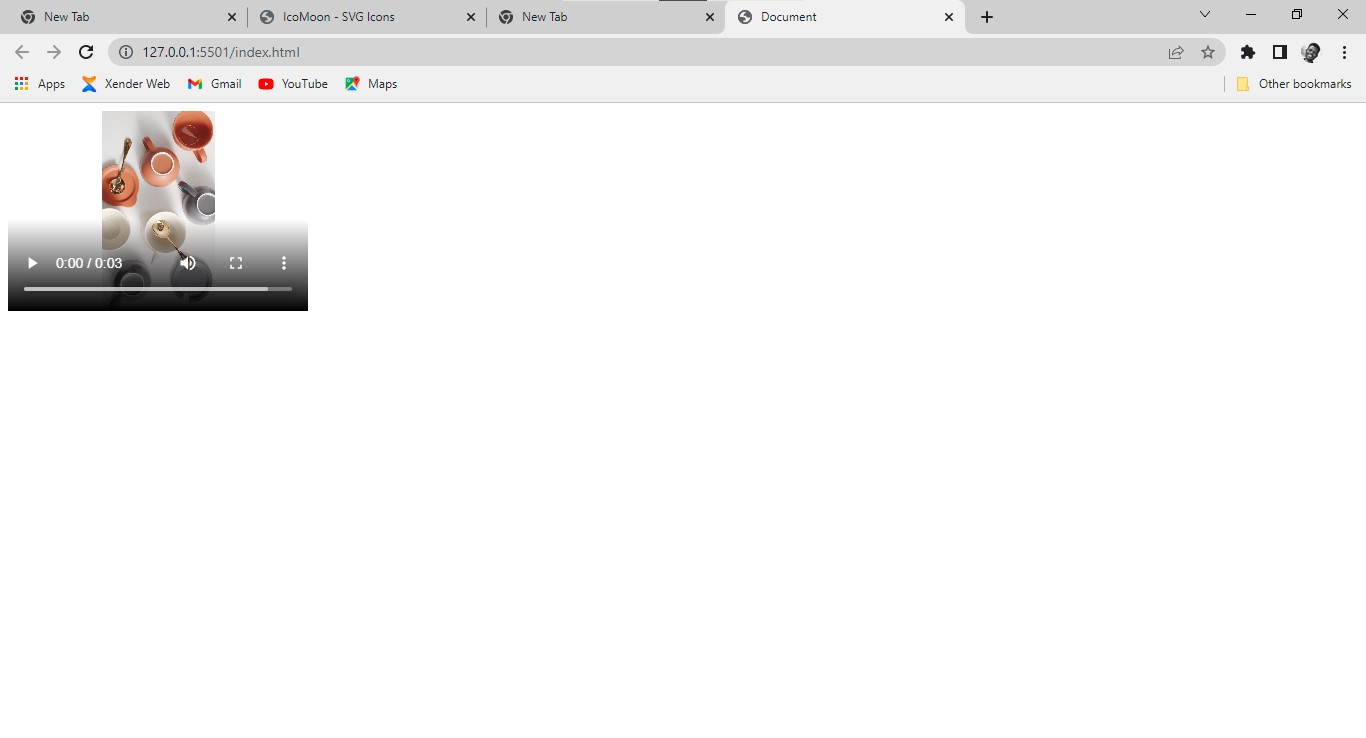 New Tab IcoMoon - SVG Icons New Tab Document
127.0.0.1:5501/index.html
Apps Xender Web Gmail YouTube Maps Other bookmarks
0:00 / 0:03